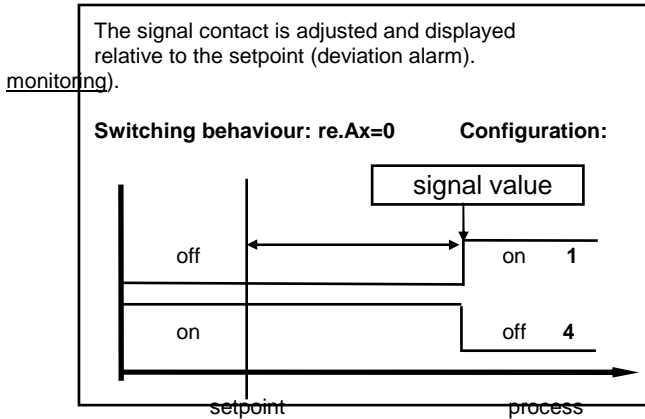 The signal contact is adjusted and displayed
relative to the setpoint (deviation alarm).
monitoring).
Switching behaviour: re.Ax=0 Configuration:
signal value
off on 1
on off 4
setpoint process